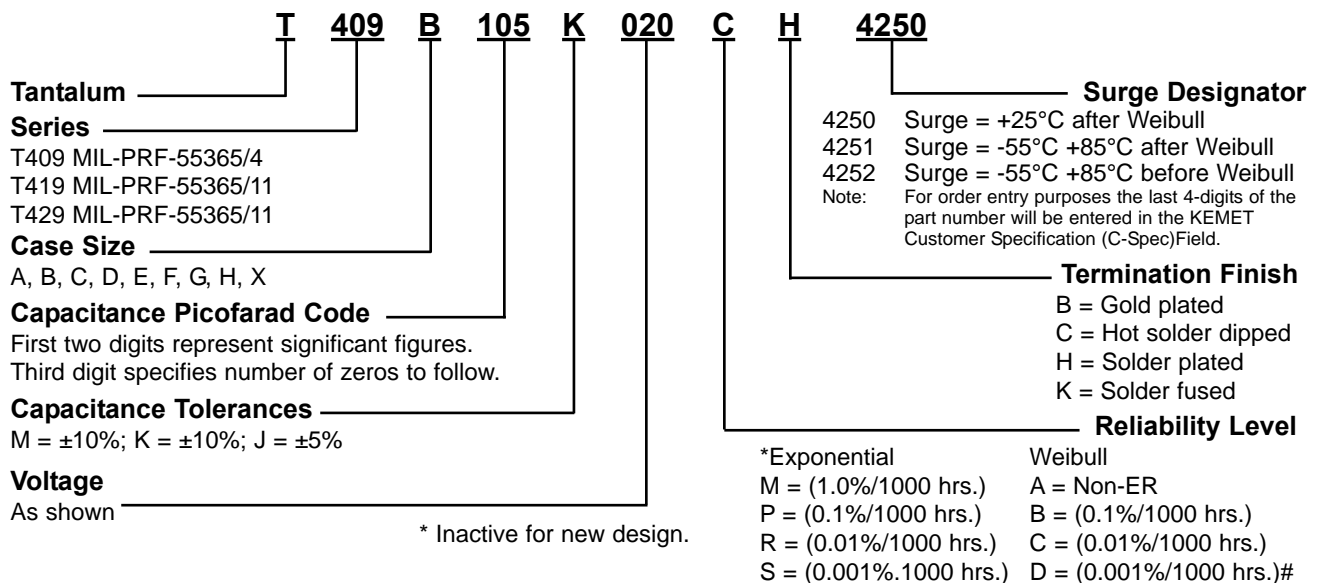 T 409 B 105 K 020 C H 4250
Tantalum
Series
T409 MIL-PRF-55365/4
T419 MIL-PRF-55365/11
T429 MIL-PRF-55365/11
Case Size
A, B, C, D, E, F, G, H, X
Capacitance Picofarad Code
First two digits represent significant figures.
Third digit specifies number of zeros to follow.
Capacitance Tolerances
M = ±10%; K = ±10%; J = ±5%
Voltage
As shown
* Inactive for new design.
Surge Designator
4250 Surge = +25°C after Weibull
4251 Surge = -55°C +85°C after Weibull
4252 Surge = -55°C +85°C before Weibull
Note: For order entry purposes the last 4-digits of the
part number will be entered in the KEMET
Customer Specification (C-Spec)Field.
Termination Finish
B = Gold plated
C = Hot solder dipped
H = Solder plated
K = Solder fused
Reliability Level
*Exponential Weibull
M = (1.0%/1000 hrs.) A = Non-ER
P = (0.1%/1000 hrs.) B = (0.1%/1000 hrs.)
R = (0.01%/1000 hrs.) C = (0.01%/1000 hrs.)
S = (0.001%.1000 hrs.) D = (0.001%/1000 hrs.)#